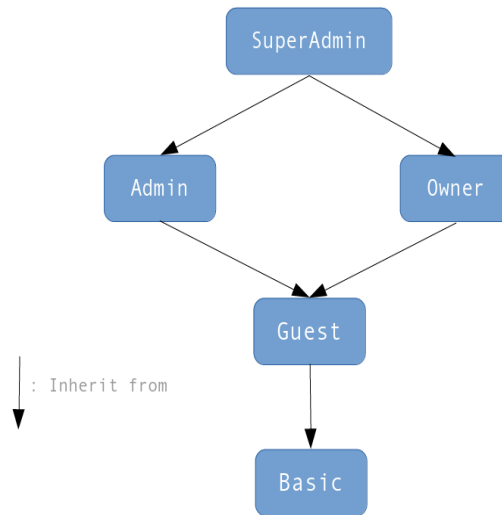 SuperAdmin
Admin
Owner
Guest
: Inherit from
Basic